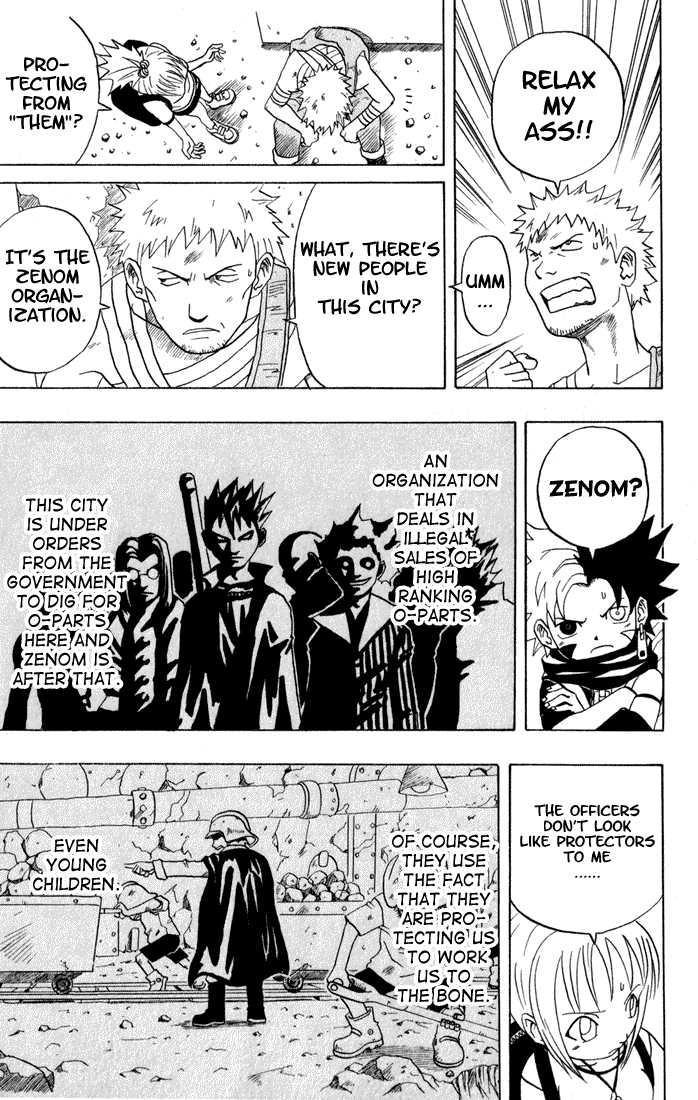 RELAX
MY
ASS!!
UMM
...
PRO-
TECTING
FROM
"THEM"?
WHAT, THERE'S
NEW PEOPLE
IN
THIS CITY?
IT'S THE
ZENOM
ORGAN-
IZATION.
ZENOM?
AN
ORGANIZATION
THAT
DEALS IN
ILLEGAL
SALES OF
HIGH
RANKING
O-PARTS.
THIS CITY
IS UNDER
ORDERS
FROM THE
GOVERNMENT
TO DIG FOR
O-PARTS
HERE AND
ZENOM IS
AFTER THAT.
THE OFFICERS
DON'T LOOK
LIKE PROTECTORS
TO ME
......
OF COURSE,
THEY USE
THE FACT
THAT THEY
ARE PRO-
TECTING US
TO WORK
US TO
THE BONE.
EVEN
YOUNG
CHILDREN.